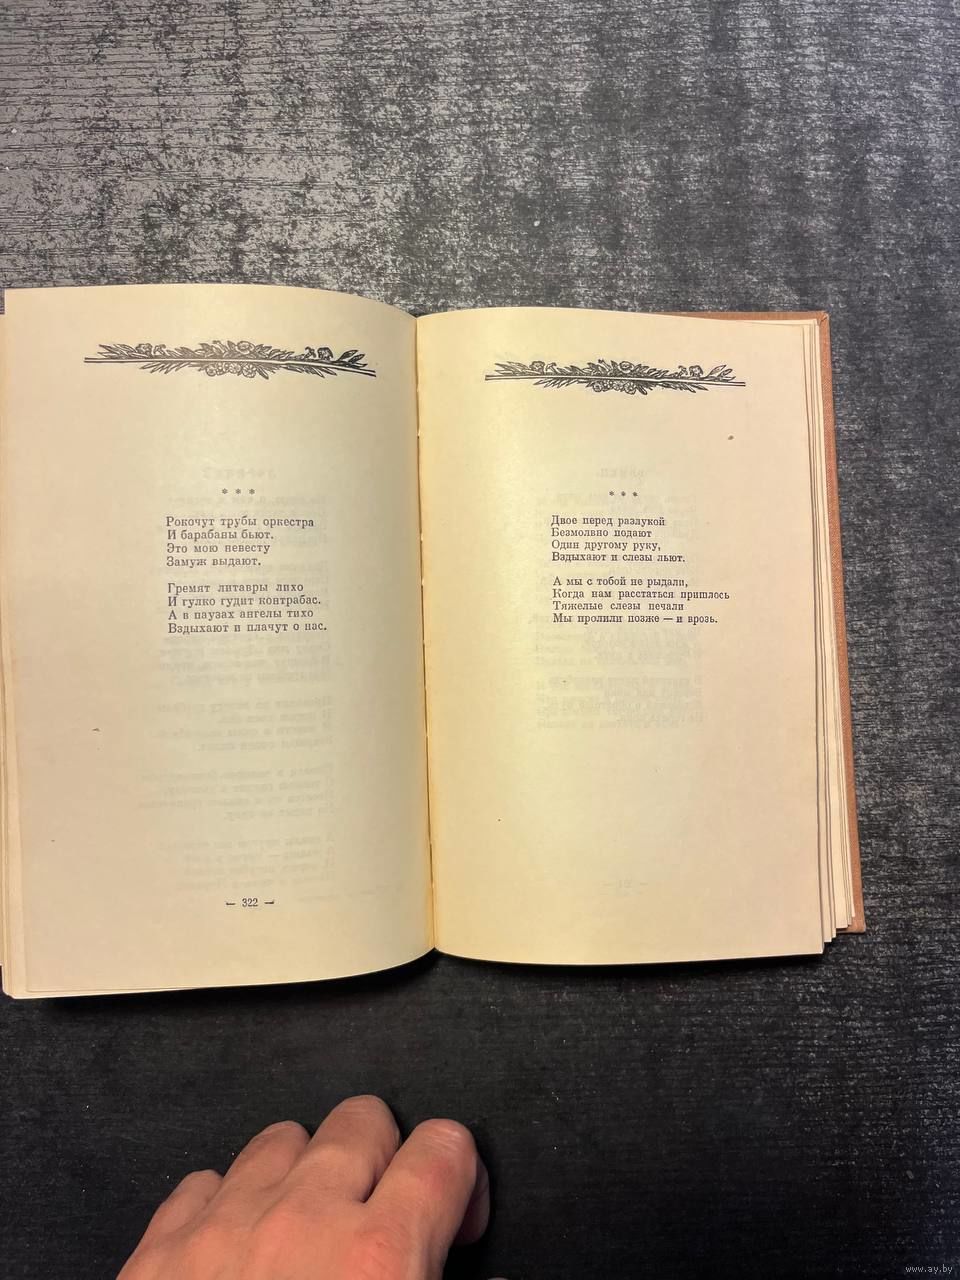 * * *
Рокочут трубы оркестра
И барабаны бьют.
Это мою невесту
Замуж выдают.
Гремят литавры лихо
И гулко гудит контрабас.
А в паузах ангелы тихо
Вздыхают и плачут о нас.
— 322 —
* * *
Двое перед разлукой
Безмолвно подают
Один другому руку,
Вздыхают и слезы льют.
А мы с тобой не рыдали,
Когда нам расстаться пришлось
Тяжелые слезы печали
Мы пролили позже — и врозь.
www.ay.by